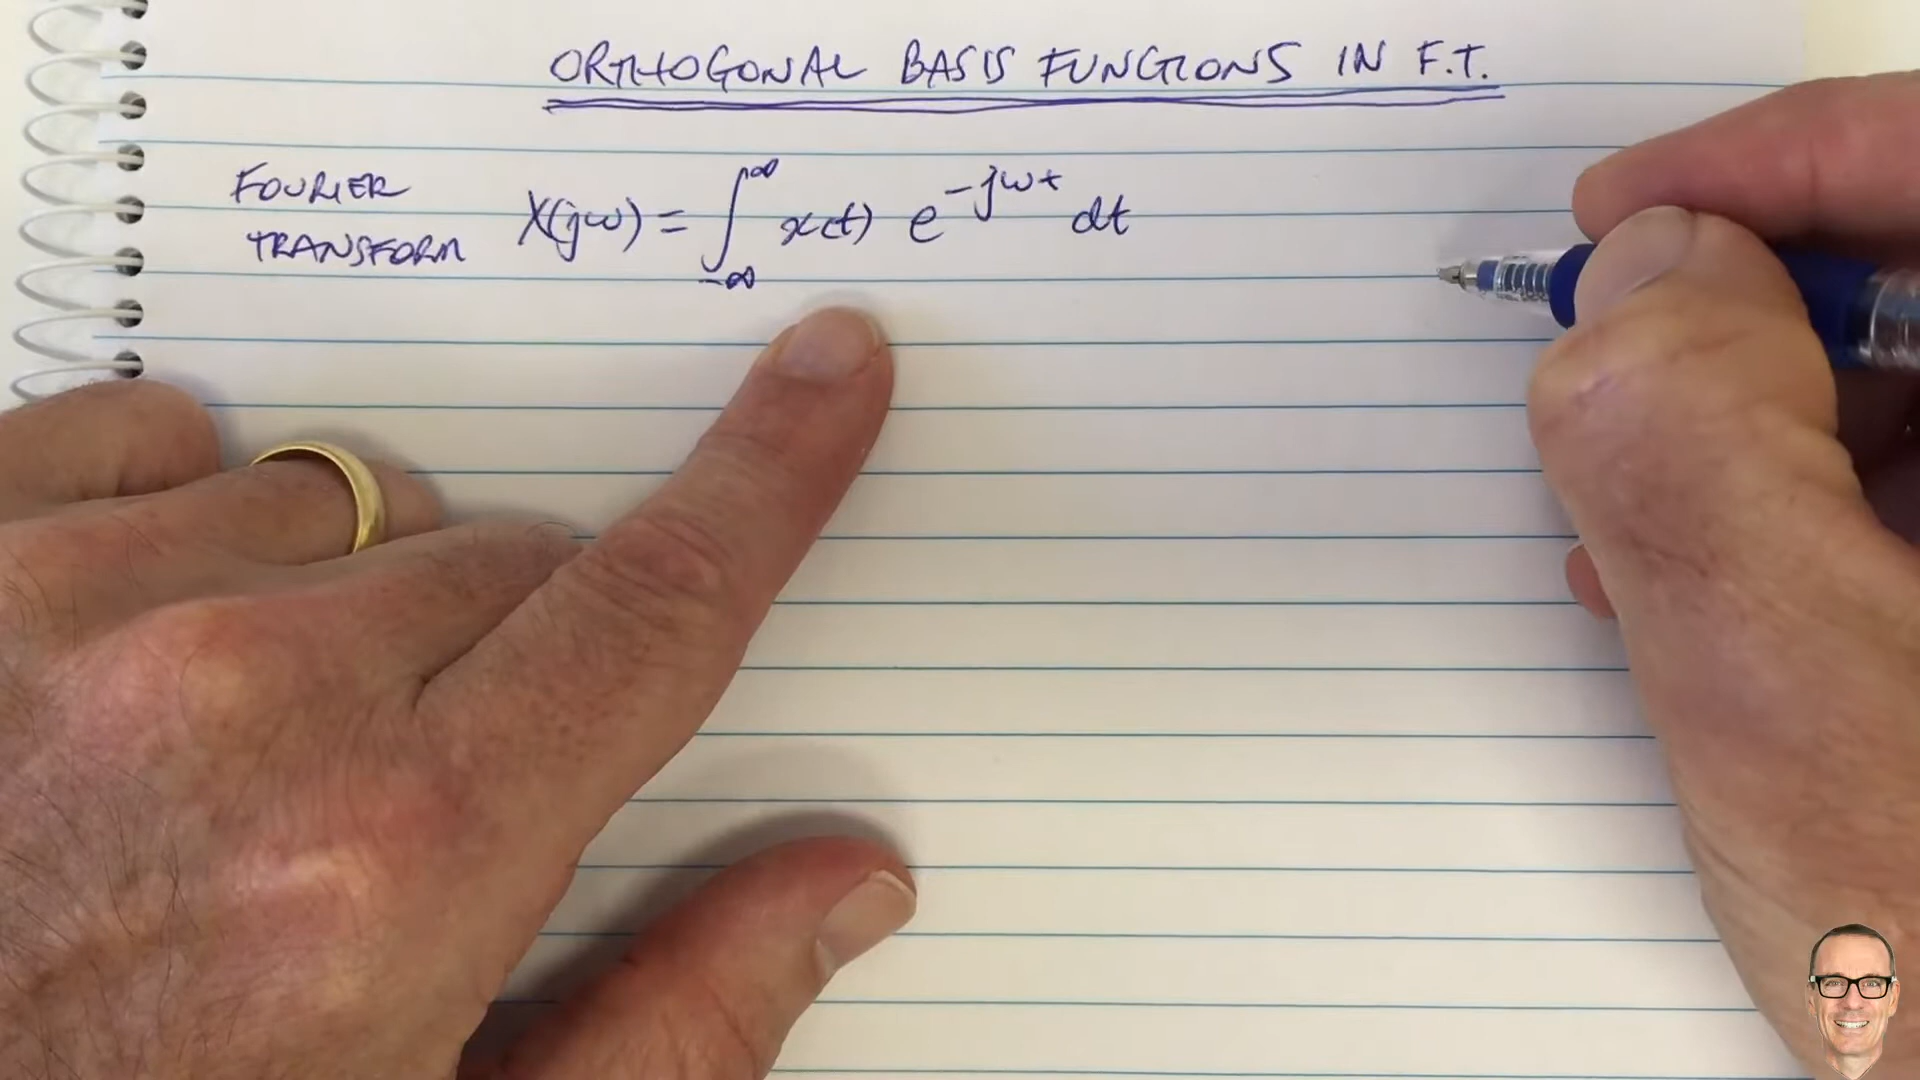 ORTHOGONAL BASIS FUNCTIONS IN F.T.
FOURIER TRANSFORM X(jω) = ∫_{-∞}^{∞} x(t) e^{-jωt} dt